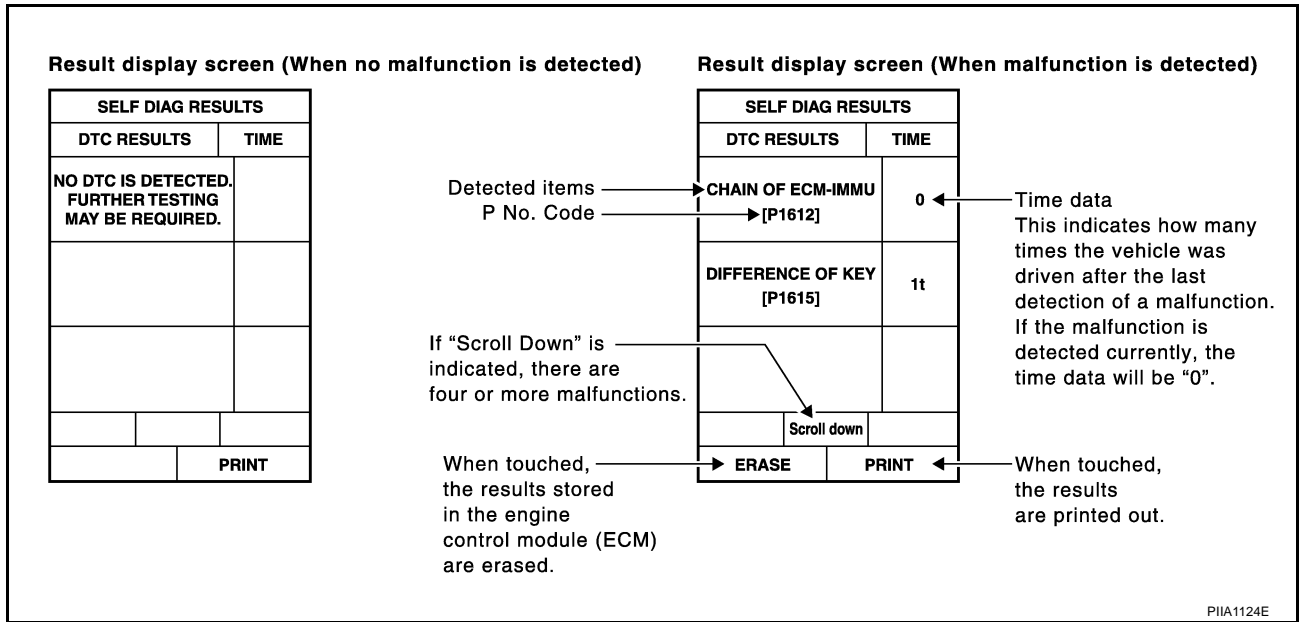 Result display screen (When no malfunction is detected)
SELF DIAG RESULTS
DTC RESULTS
TIME
NO DTC IS DETECTED.
FURTHER TESTING
MAY BE REQUIRED.
PRINT
Result display screen (When malfunction is detected)
SELF DIAG RESULTS
DTC RESULTS
TIME
Detected items
P No. Code
CHAIN OF ECM-IMMU
[P1612]
0
Time data
This indicates how many
times the vehicle was
driven after the last
detection of a malfunction.
If the malfunction is
detected currently, the
time data will be “0”.
DIFFERENCE OF KEY
[P1615]
1t
If “Scroll Down” is
indicated, there are
four or more malfunctions.
Scroll down
When touched,
the results stored
in the engine
control module (ECM)
are erased.
ERASE
PRINT
When touched,
the results
are printed out.
PIIA1124E